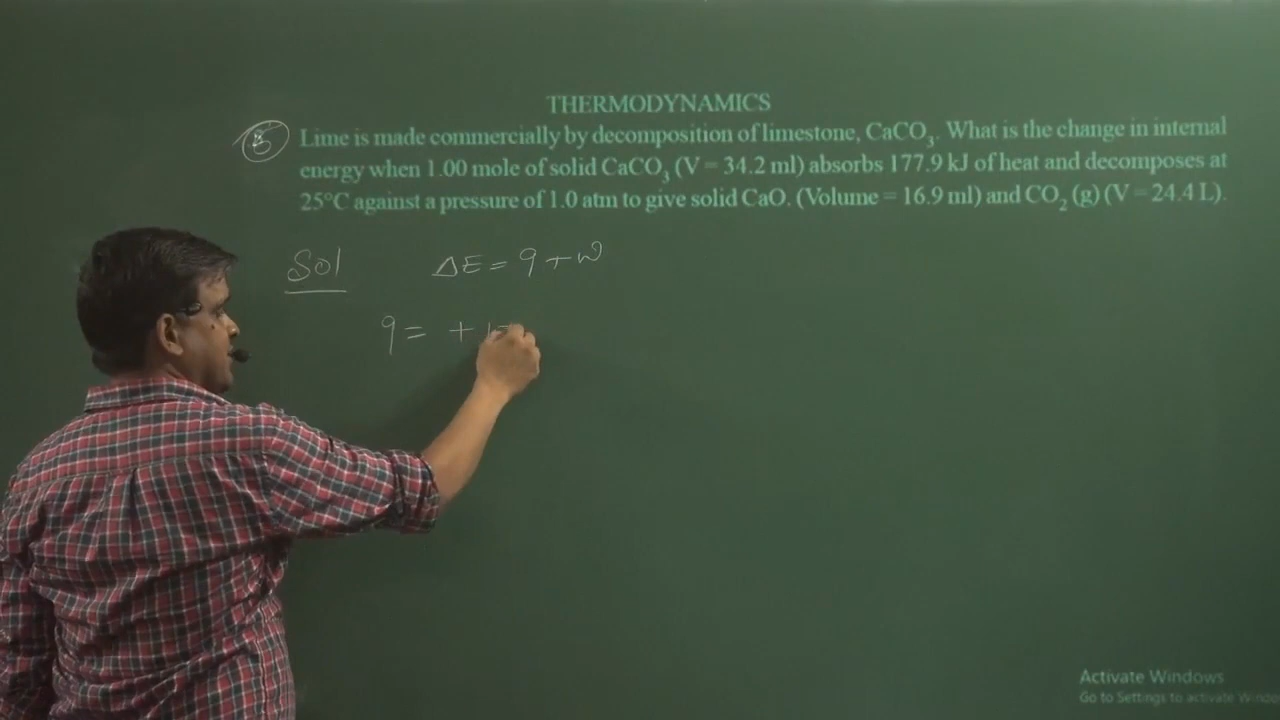 THERMODYNAMICS
8 Lime is made commercially by decomposition of limestone, CaCO₃. What is the change in internal
energy when 1.00 mole of solid CaCO₃ (V = 34.2 ml) absorbs 177.9 kJ of heat and decomposes at
25°C against a pressure of 1.0 atm to give solid CaO. (Volume = 16.9 ml) and CO₂ (g) (V = 24.4 L).
Sol ΔE = q + w
q = + 17
Activate Windows
Go to Settings to activate Windo